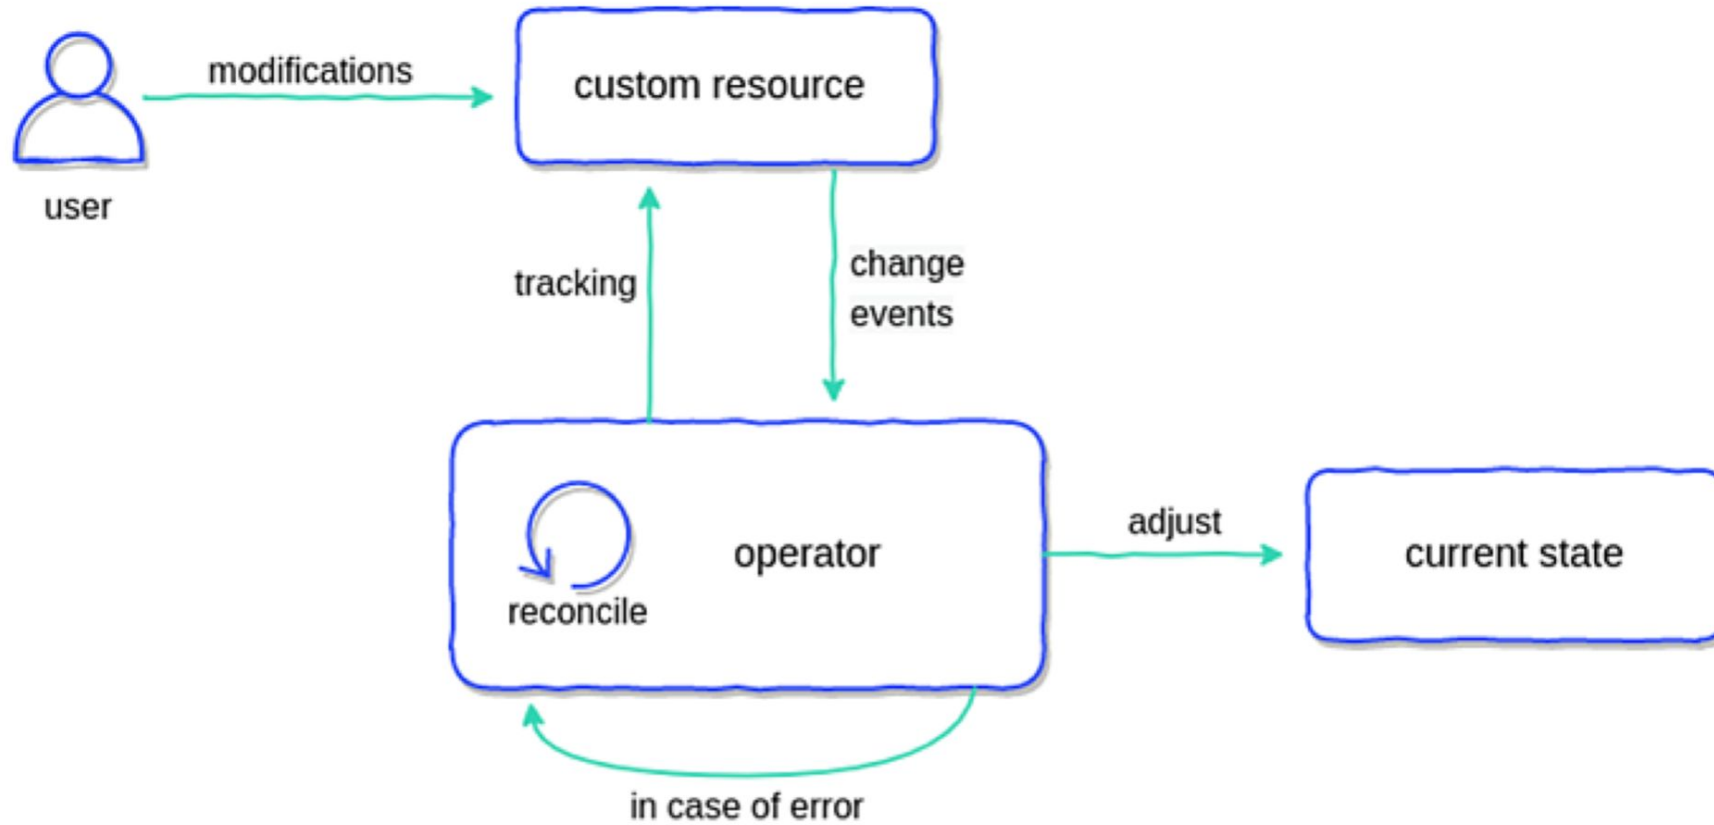 modifications
custom resource
user
tracking
change
events
operator
reconcile
adjust
current state
in case of error